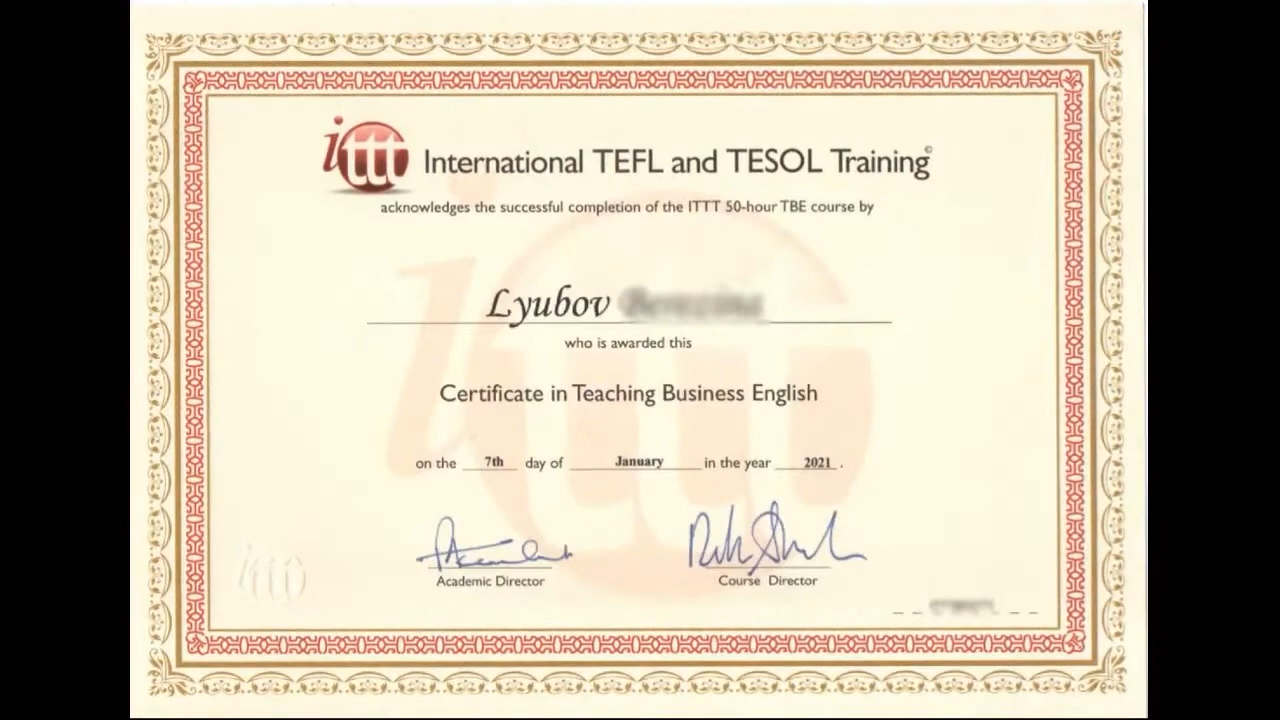 ittt International TEFL and TESOL Training©
acknowledges the successful completion of the ITTT 50-hour TBE course by
Lyubov
who is awarded this
Certificate in Teaching Business English
on the 7th day of January in the year 2021.
Academic Director
Course Director